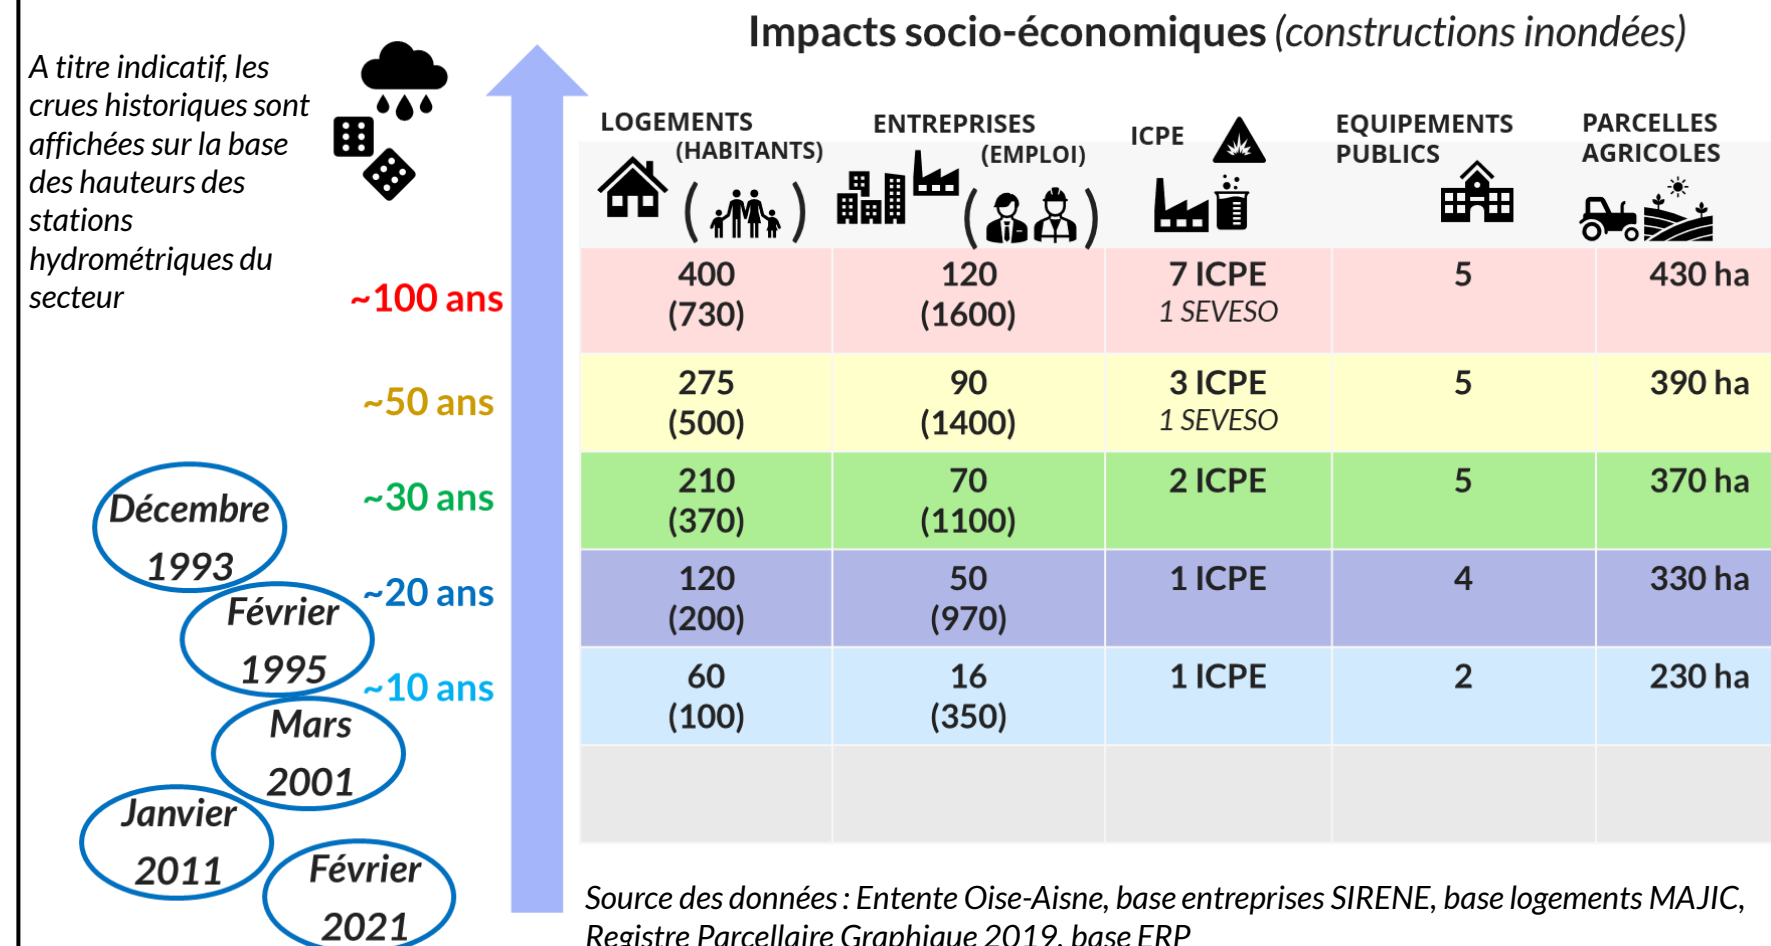 Impacts socio-économiques (constructions inondées)
A titre indicatif, les
crues historiques sont
affichées sur la base
des hauteurs des
stations
hydrométriques du
secteur
LOGEMENTS
(HABITANTS)
ENTREPRISES
(EMPLOI)
ICPE
EQUIPEMENTS
PUBLICS
PARCELLES
AGRICOLES
~100 ans
400 120 7 ICPE 5 430 ha
(730) (1600) 1 SEVESO
~50 ans
275 90 3 ICPE 5 390 ha
(500) (1400) 1 SEVESO
~30 ans
210 70 2 ICPE 5 370 ha
(370) (1100)
~20 ans
120 50 1 ICPE 4 330 ha
(200) (970)
~10 ans
60 16 1 ICPE 2 230 ha
(100) (350)
Décembre
1993
Février
1995
Mars
2001
Janvier
2011
Février
2021
Source des données : Entente Oise-Aisne, base entreprises SIRENE, base logements MAJIC,
Registre Parcellaire Graphique 2019, base ERP